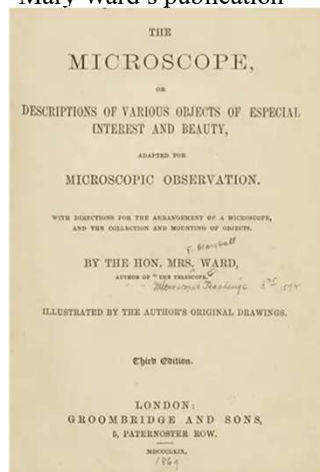 Mary Ward's publication
THE
MICROSCOPE,
OR
DESCRIPTIONS OF VARIOUS OBJECTS OF ESPECIAL
INTEREST AND BEAUTY,
ADAPTED FOR
MICROSCOPIC OBSERVATION.
WITH DIRECTIONS FOR THE ARRANGEMENT OF A MICROSCOPE,
AND THE COLLECTION AND MOUNTING OF OBJECTS.
BY THE HON. MRS. WARD,
AUTHOR OF "THE TELESCOPE,"
Microscope Teachings
ILLUSTRATED BY THE AUTHOR'S ORIGINAL DRAWINGS.
Third Edition.
LONDON:
GROOMBRIDGE AND SONS,
5, PATERNOSTER ROW.
MDCCCLXIX.
1869